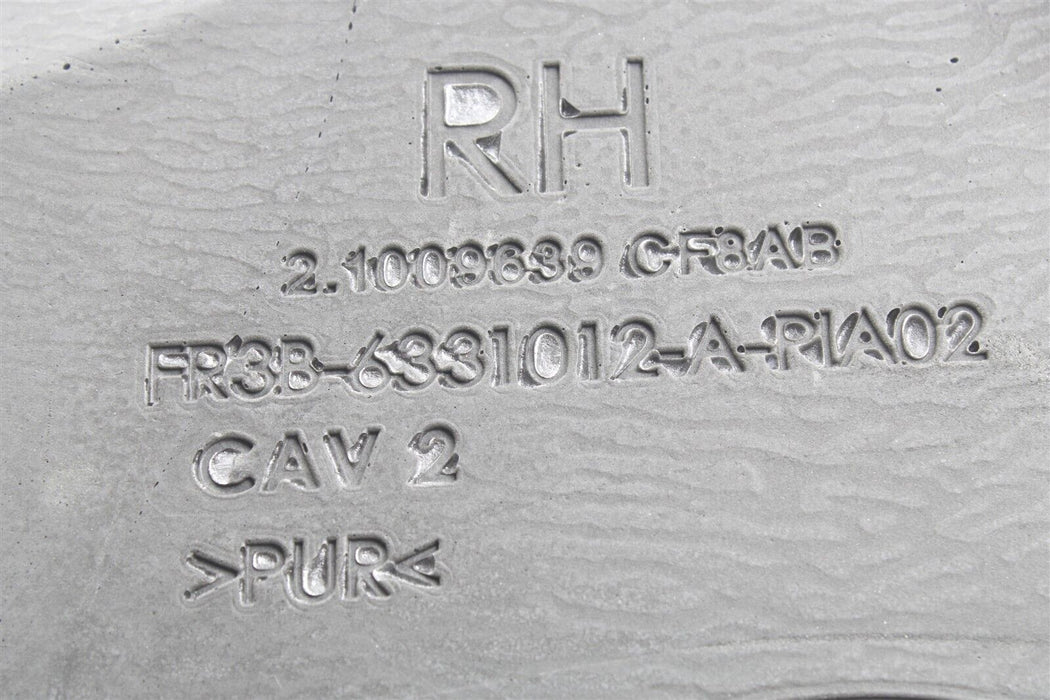 RH
2.1009639 CF8AB
FR3B-6331012-A-PIA02
CAV 2
>PUR<